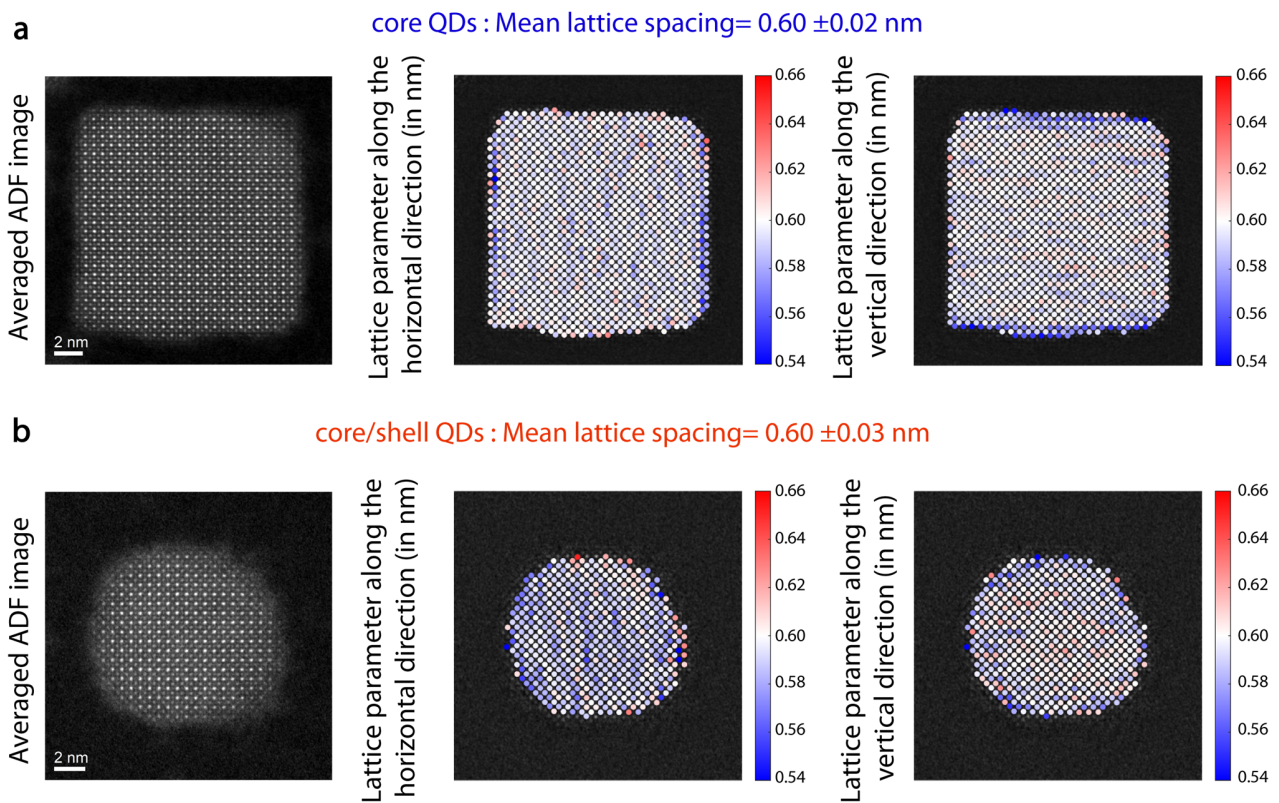 a
core QDs : Mean lattice spacing= 0.60 ±0.02 nm
Averaged ADF image
2 nm
Lattice parameter along the
horizontal direction (in nm)
0.66
0.64
0.62
0.60
0.58
0.56
0.54
Lattice parameter along the
vertical direction (in nm)
0.66
0.64
0.62
0.60
0.58
0.56
0.54
b
core/shell QDs : Mean lattice spacing= 0.60 ±0.03 nm
Averaged ADF image
2 nm
Lattice parameter along the
horizontal direction (in nm)
0.66
0.64
0.62
0.60
0.58
0.56
0.54
Lattice parameter along the
vertical direction (in nm)
0.66
0.64
0.62
0.60
0.58
0.56
0.54